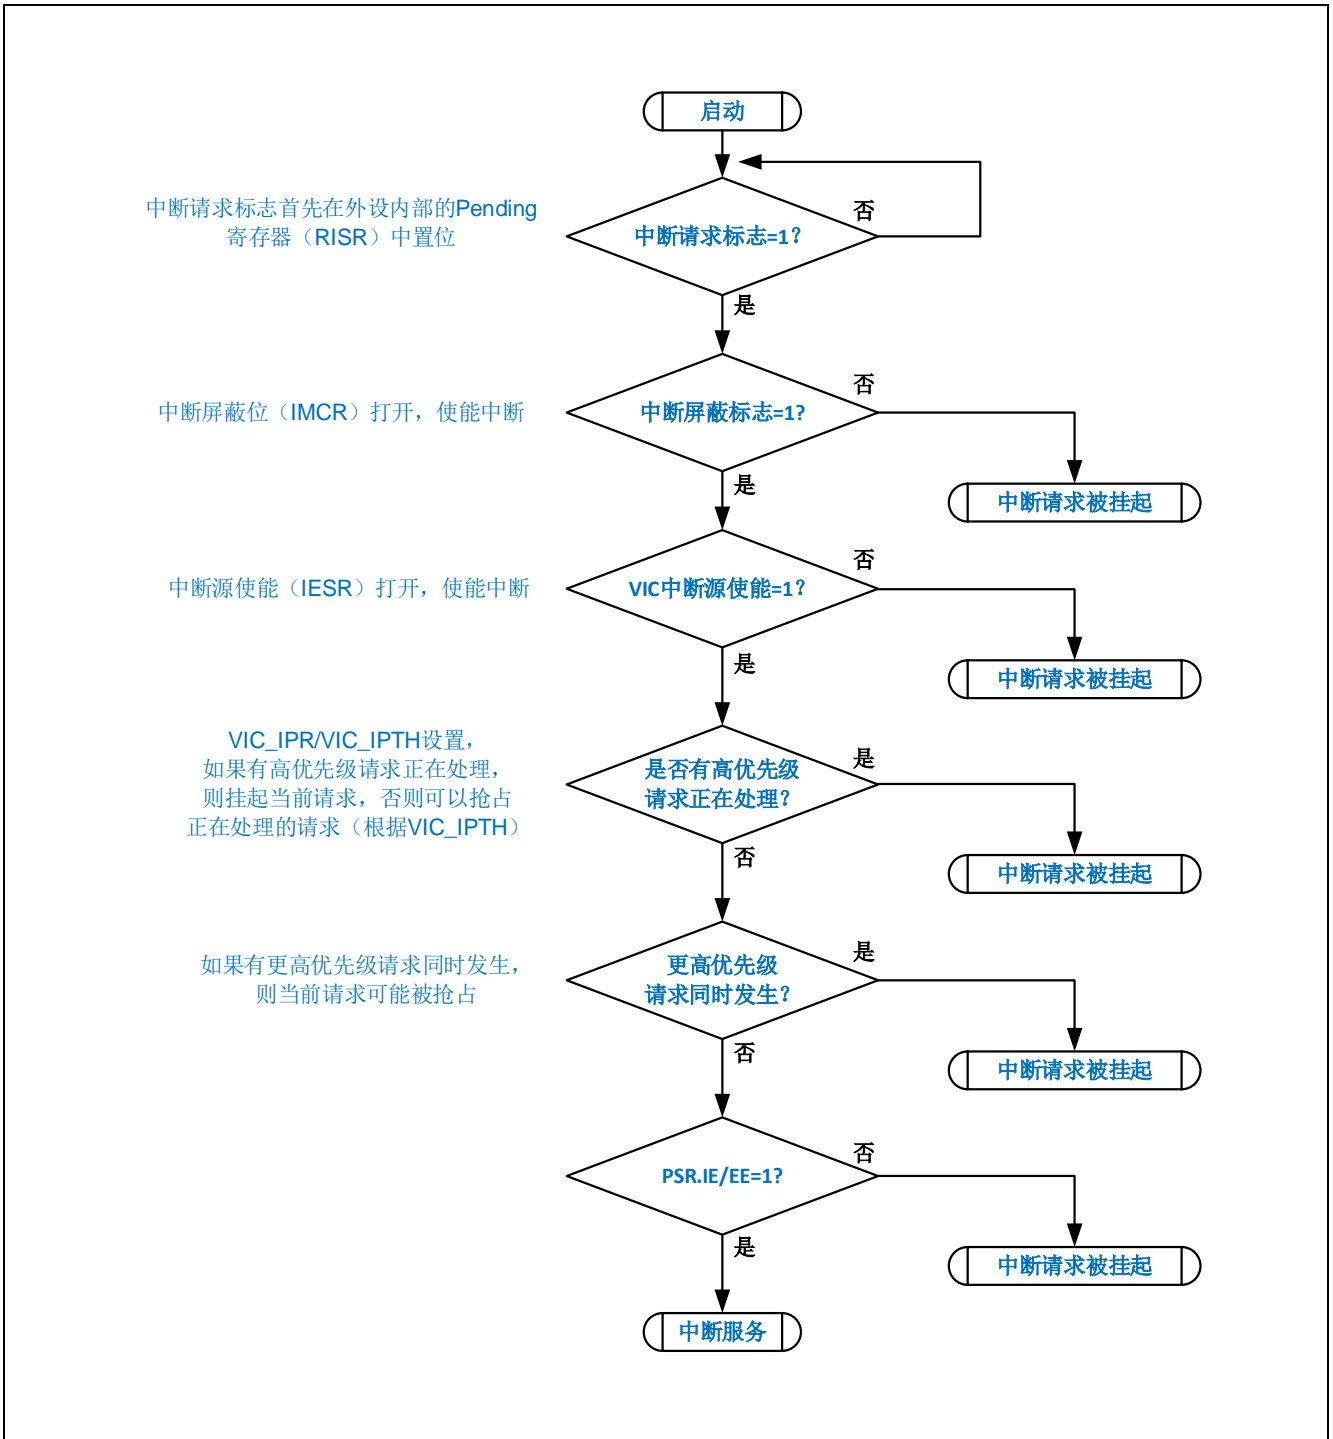 启动
中断请求标志首先在外设内部的Pending
寄存器（RISR）中置位
中断请求标志=1？
否
是
中断屏蔽位（IMCR）打开，使能中断
中断屏蔽标志=1?
否
中断请求被挂起
是
中断源使能（IESR）打开，使能中断
VIC中断源使能=1？
否
中断请求被挂起
是
VIC_IPR/VIC_IPTH设置，
如果有高优先级请求正在处理，
则挂起当前请求，否则可以抢占
正在处理的请求（根据VIC_IPTH）
是否有高优先级
请求正在处理？
是
中断请求被挂起
否
如果有更高优先级请求同时发生，
则当前请求可能被抢占
更高优先级
请求同时发生？
是
中断请求被挂起
否
PSR.IE/EE=1?
否
中断请求被挂起
是
中断服务